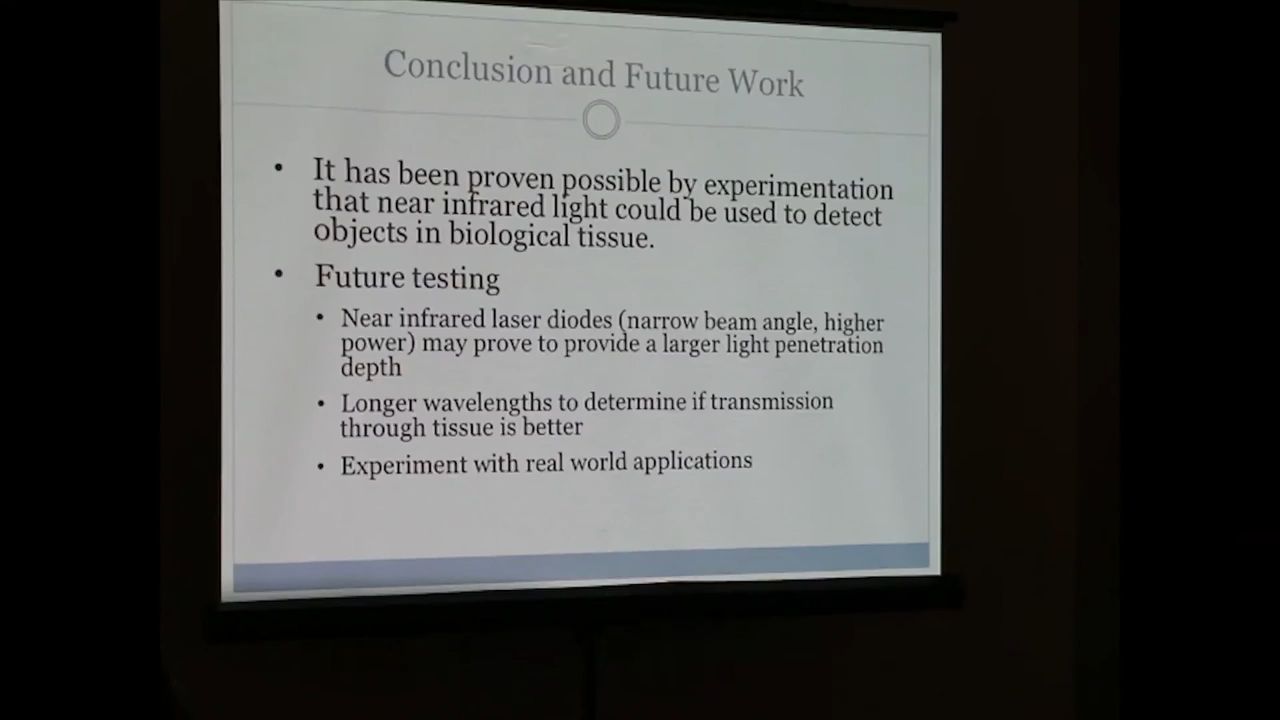 Conclusion and Future Work
• It has been proven possible by experimentation
that near infrared light could be used to detect
objects in biological tissue.
• Future testing
• Near infrared laser diodes (narrow beam angle, higher
power) may prove to provide a larger light penetration
depth
• Longer wavelengths to determine if transmission
through tissue is better
• Experiment with real world applications